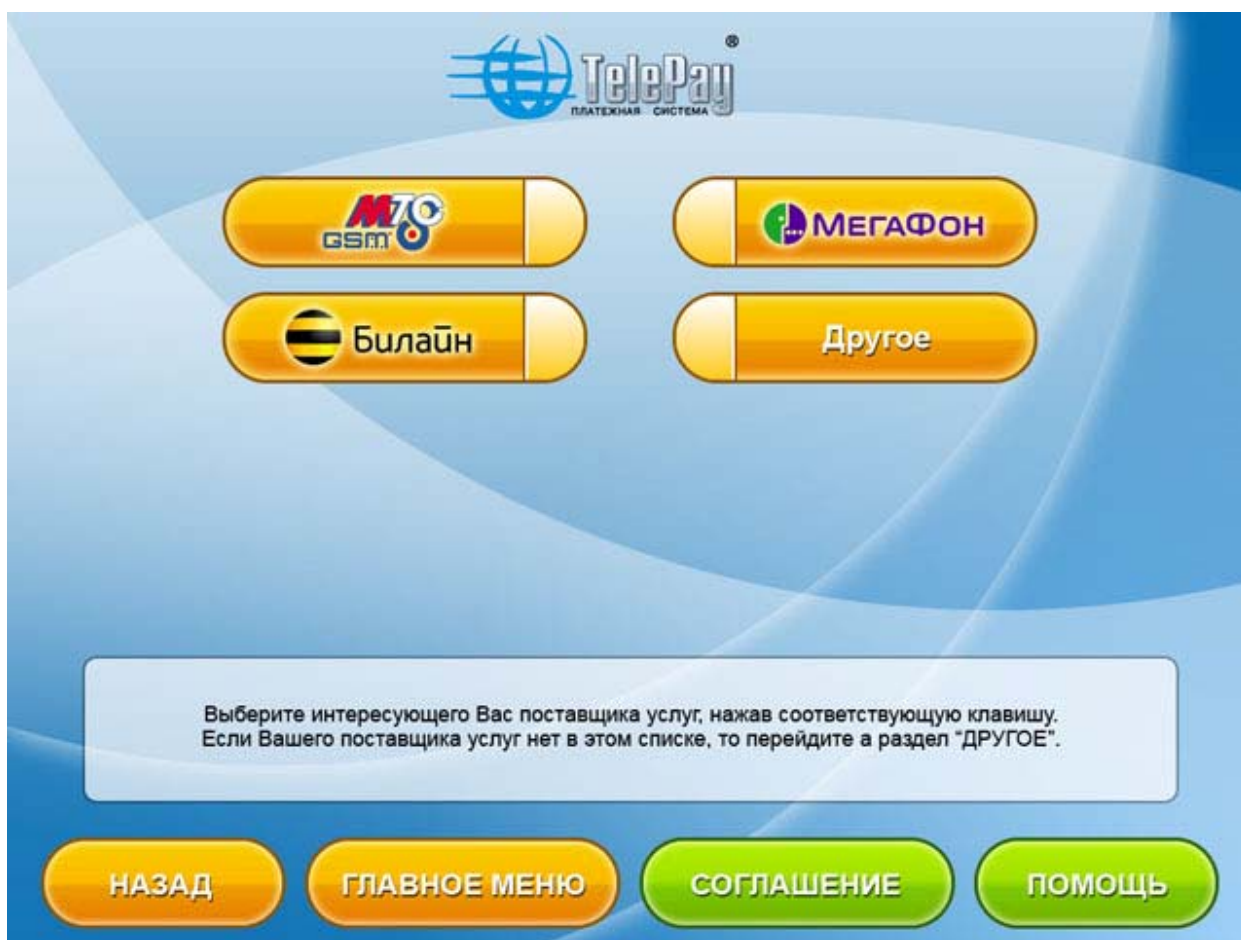 TelePay®
ПЛАТЕЖНАЯ СИСТЕМА
МТС GSM
МЕГАФОН
Билайн
Другое
Выберите интересующего Вас поставщика услуг, нажав соответствующую клавишу.
Если Вашего поставщика услуг нет в этом списке, то перейдите а раздел “ДРУГОЕ”.
НАЗАД
ГЛАВНОЕ МЕНЮ
СОГЛАШЕНИЕ
ПОМОЩЬ